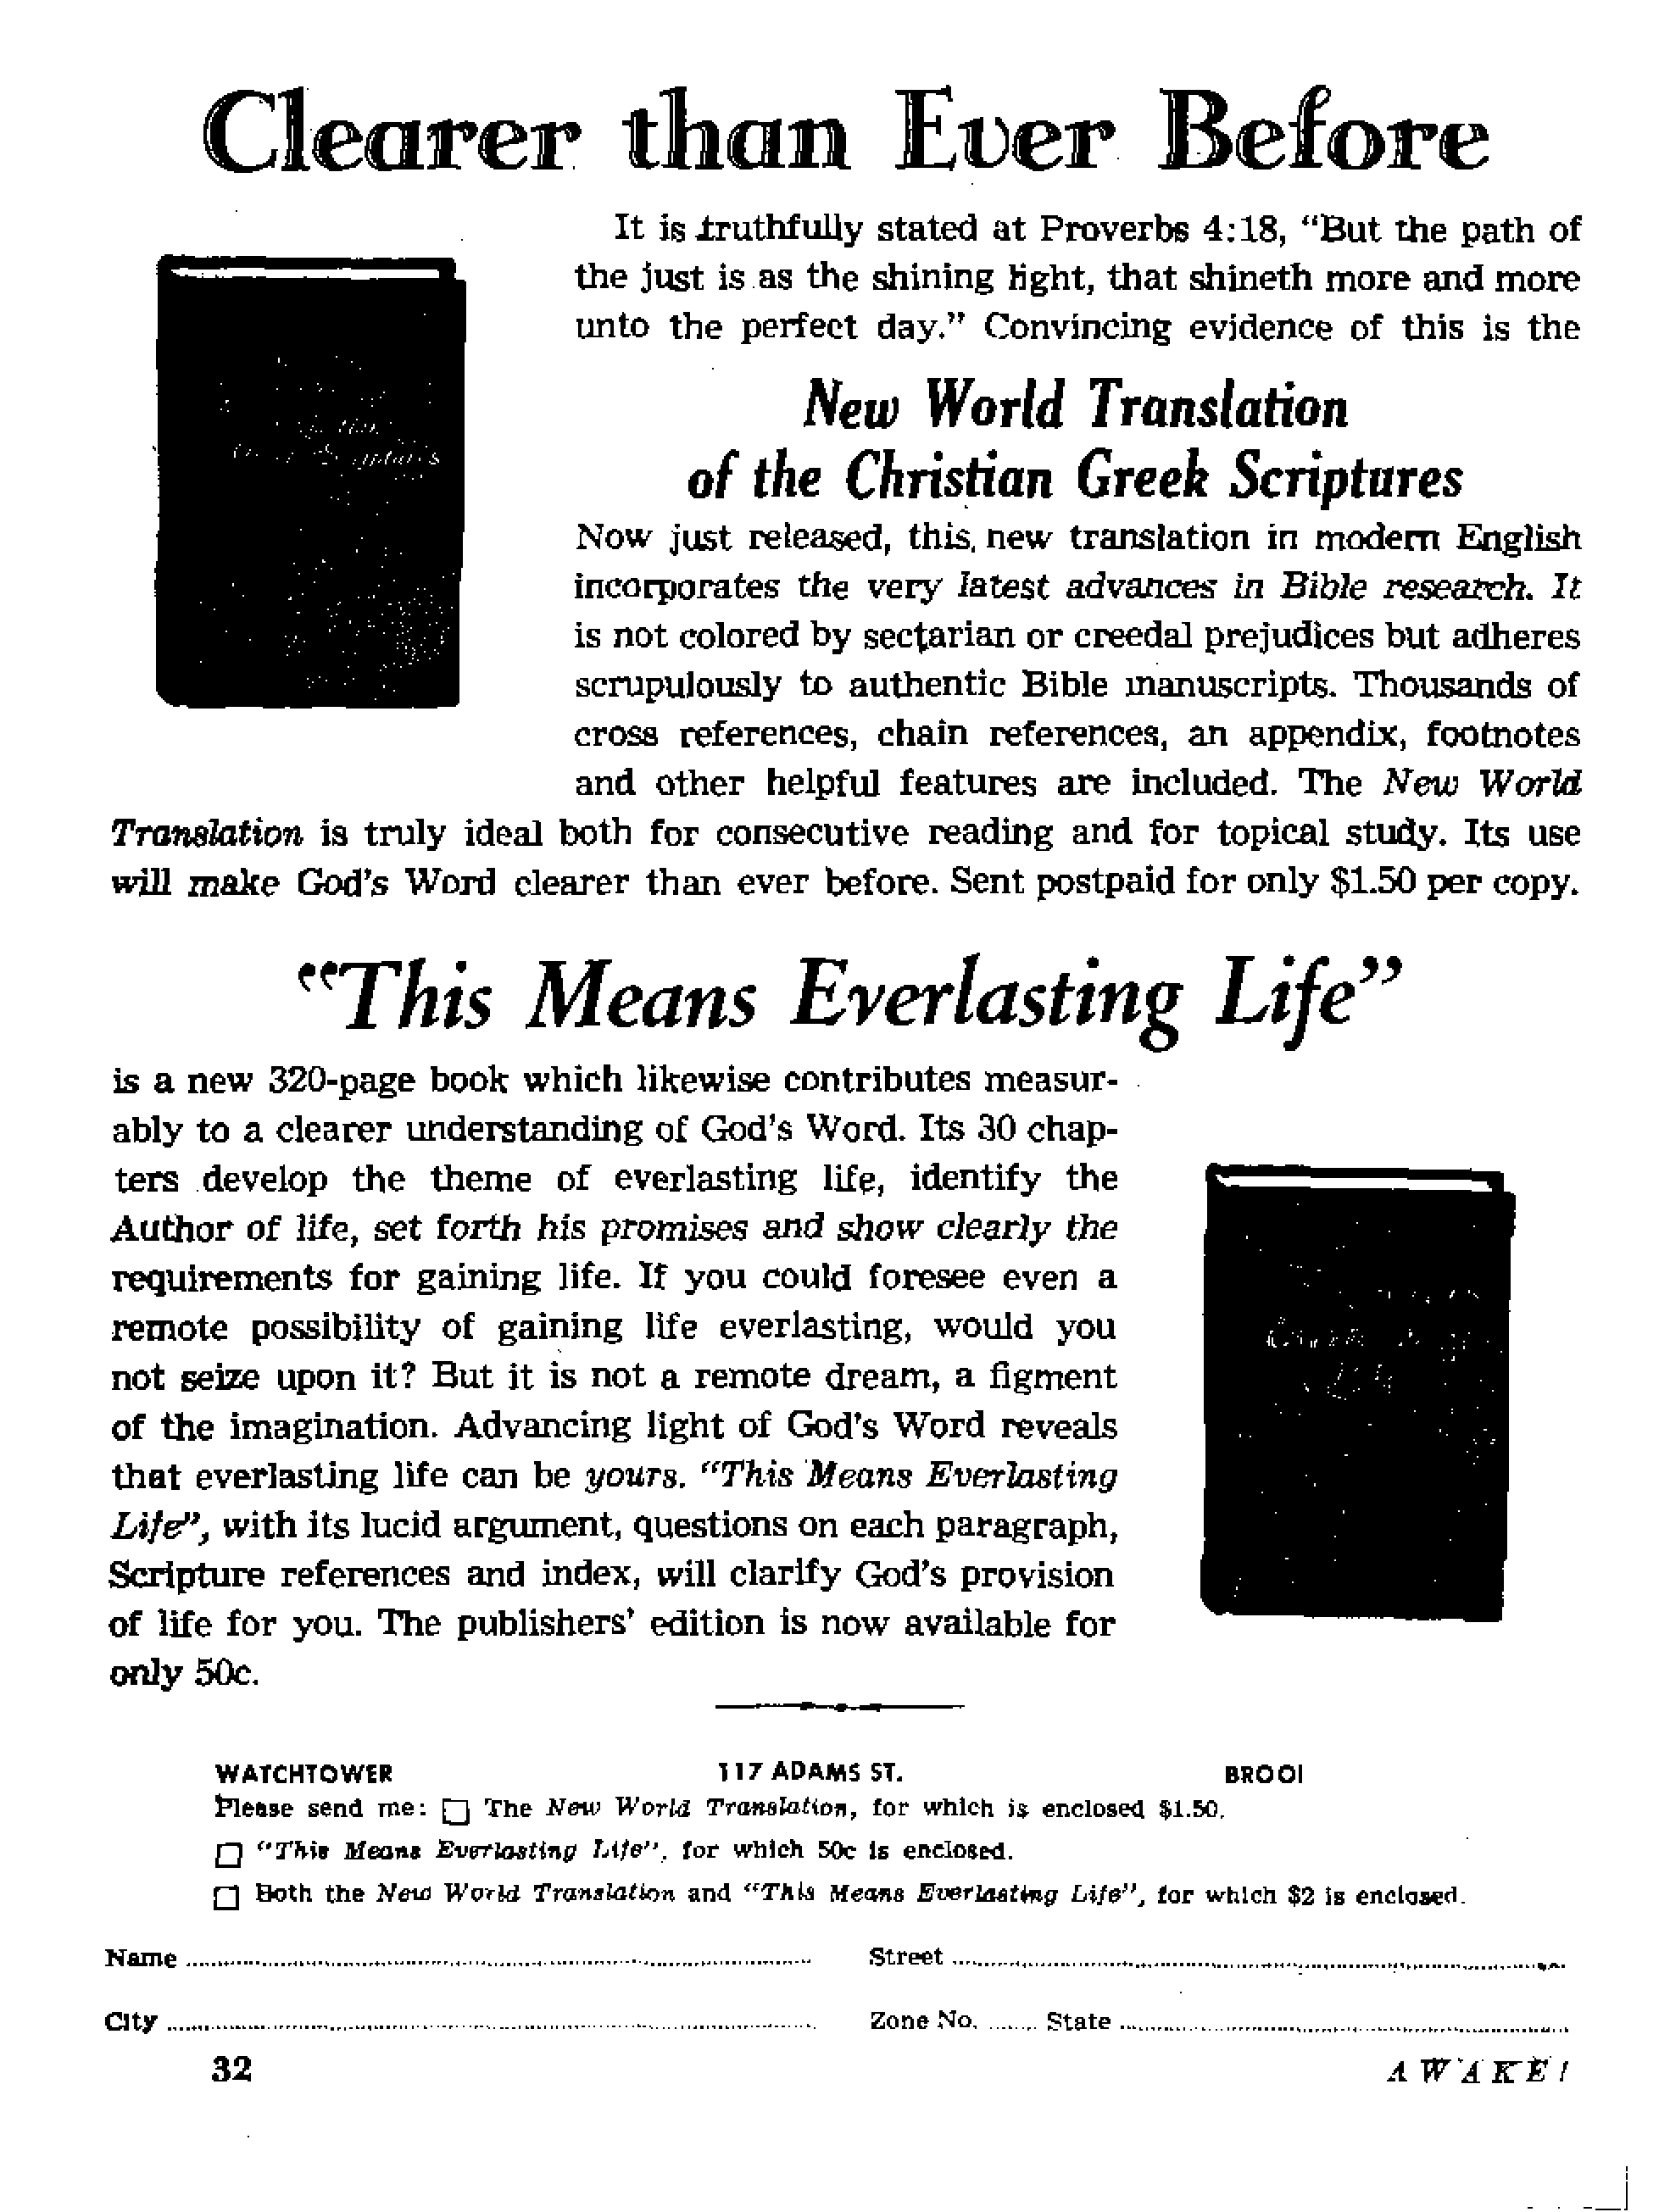 Clearer than Ever Before
It is truthfully stated at Proverbs 4:18, “But the path of
the just is as the shining light, that shineth more and more
unto the perfect day.” Convincing evidence of this is the
New World Translation
of the Christian Greek Scriptures
Now just released, this new translation in modern English
incorporates the very latest advances in Bible research. It
is not colored by sectarian or creedal prejudices but adheres
scrupulously to authentic Bible manuscripts. Thousands of
cross references, chain references, an appendix, footnotes
and other helpful features are included. The New World
Translation is truly ideal both for consecutive reading and for topical study. Its use
will make God’s Word clearer than ever before. Sent postpaid for only $1.50 per copy.
“This Means Everlasting Life”
is a new 320-page book which likewise contributes measur-
ably to a clearer understanding of God’s Word. Its 30 chap-
ters develop the theme of everlasting life, identify the
Author of life, set forth his promises and show clearly the
requirements for gaining life. If you could foresee even a
remote possibility of gaining life everlasting, would you
not seize upon it? But it is not a remote dream, a figment
of the imagination. Advancing light of God’s Word reveals
that everlasting life can be yours. “This Means Everlasting
Life”, with its lucid argument, questions on each paragraph,
Scripture references and index, will clarify God’s provision
of life for you. The publishers’ edition is now available for
only 50c.
WATCHTOWER 117 ADAMS ST.
Please send me: □ The New World Translation, for which is enclosed $1.50.
□ “This Means Everlasting Life”, for which 50c is enclosed.
□ Both the New World Translation and “This Means Everlasting Life”, for which $2 is enclosed.
Name Street
City Zone No. State
32 AWAKE!